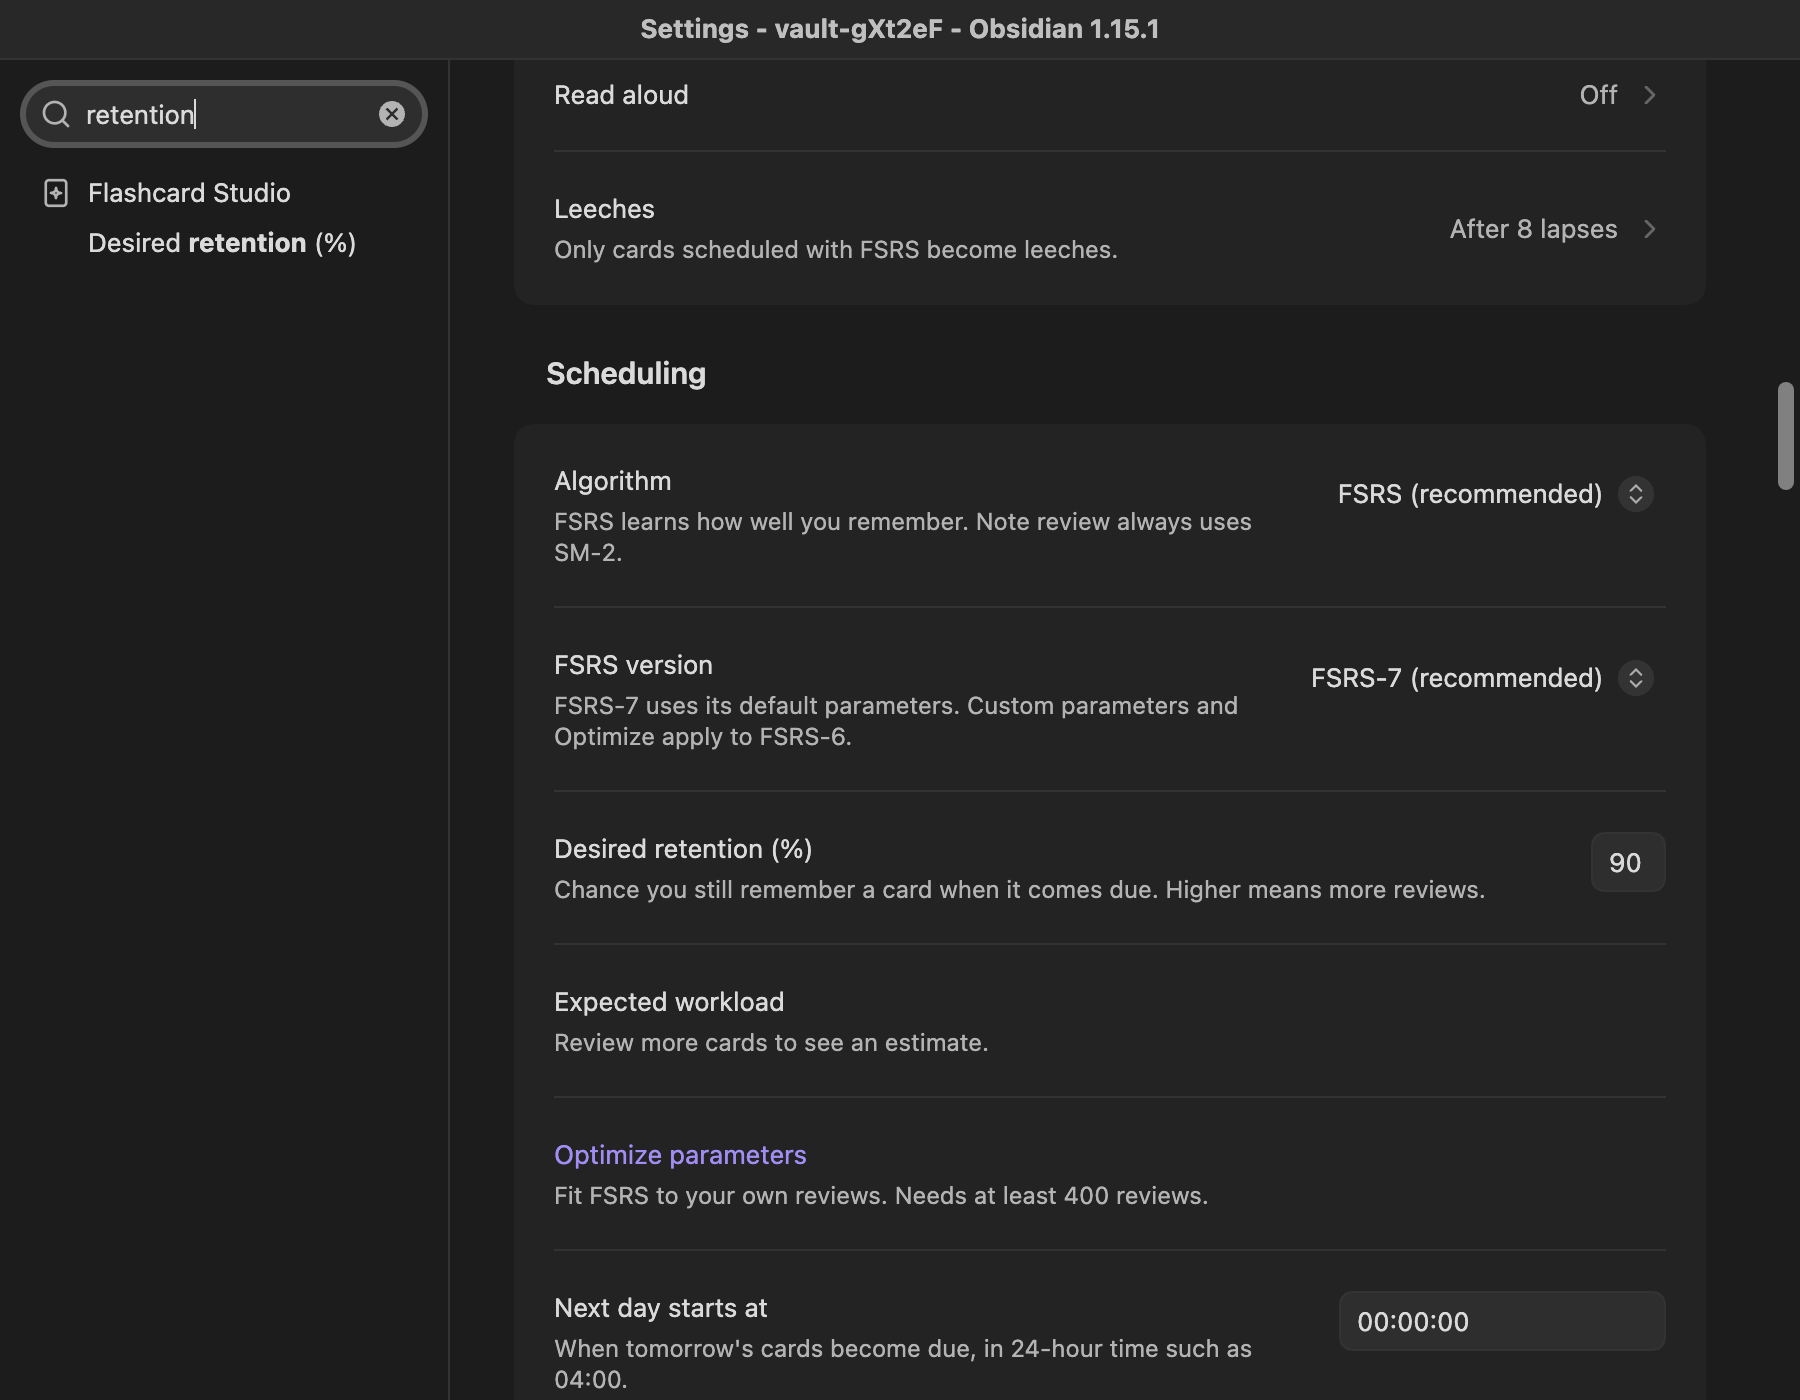 Settings - vault-gXt2eF - Obsidian 1.15.1
retention
Flashcard Studio
Desired retention (%)
Read aloud
Off
Leeches
Only cards scheduled with FSRS become leeches.
After 8 lapses
Scheduling
Algorithm
FSRS learns how well you remember. Note review always uses
SM-2.
FSRS (recommended)
FSRS version
FSRS-7 uses its default parameters. Custom parameters and
Optimize apply to FSRS-6.
FSRS-7 (recommended)
Desired retention (%)
Chance you still remember a card when it comes due. Higher means more reviews.
90
Expected workload
Review more cards to see an estimate.
Optimize parameters
Fit FSRS to your own reviews. Needs at least 400 reviews.
Next day starts at
When tomorrow's cards become due, in 24-hour time such as
04:00.
00:00:00